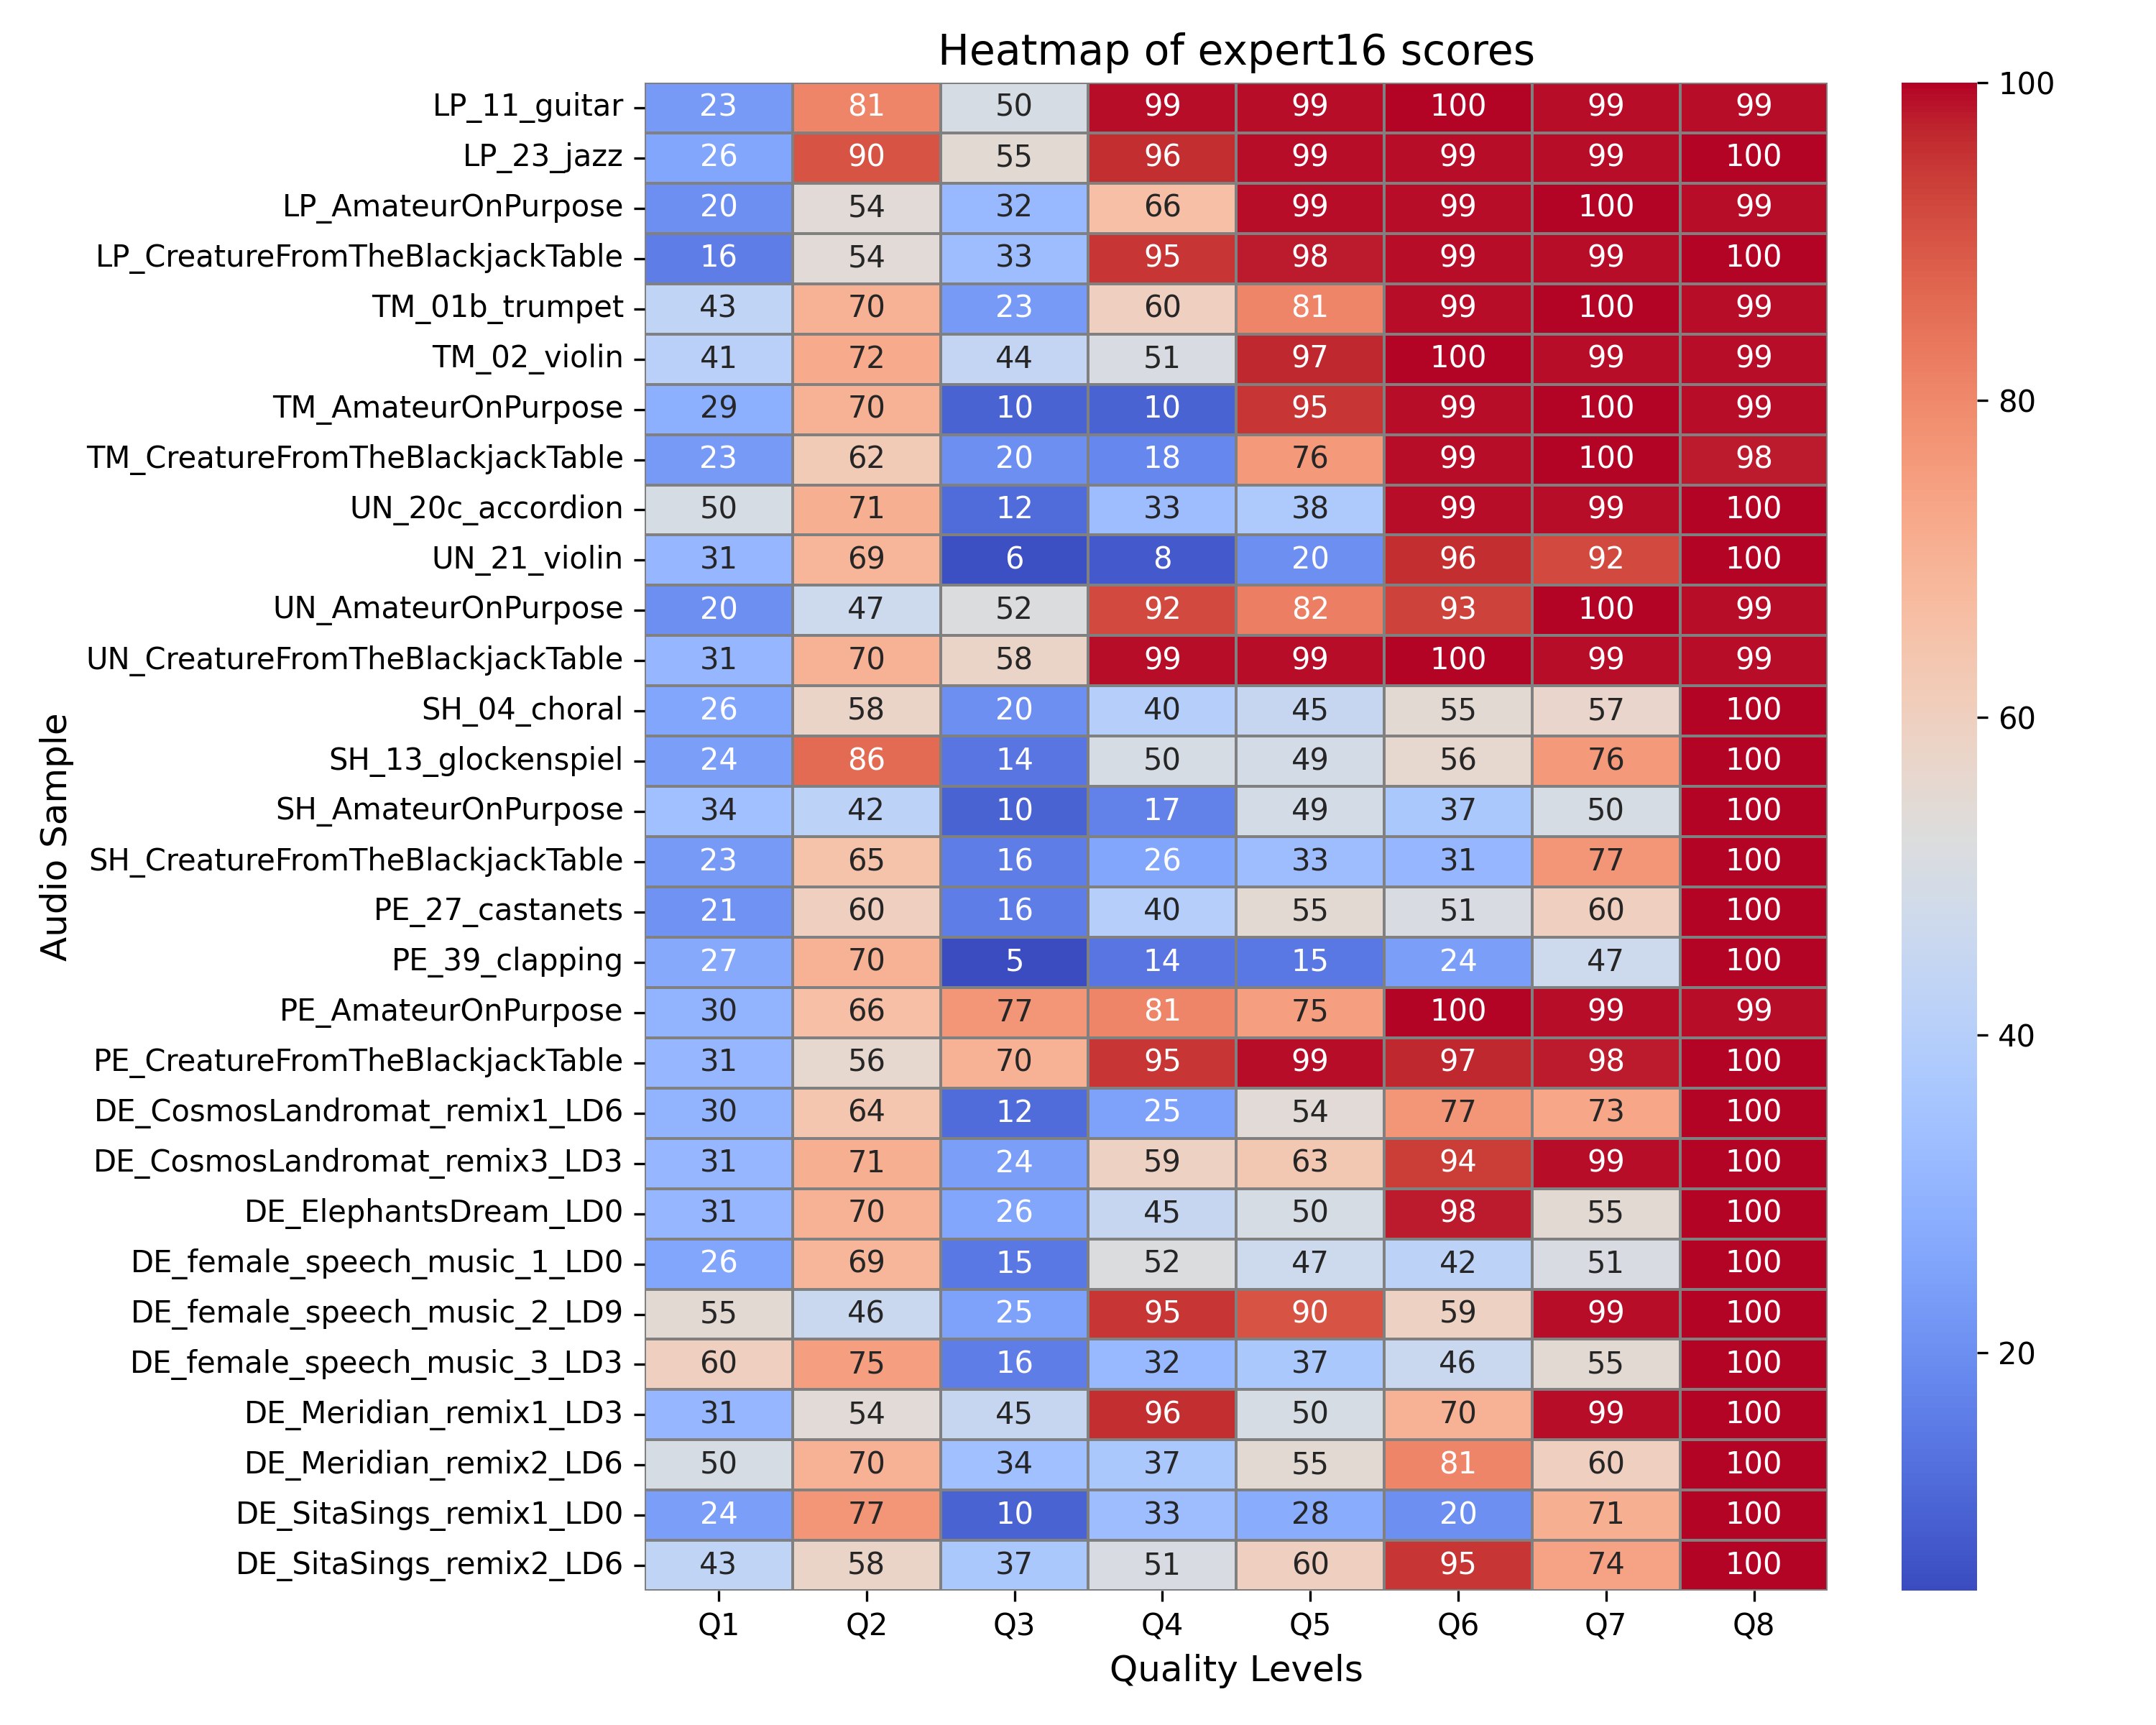 Heatmap of expert16 scores
LP_11_guitar 23 81 50 99 99 100 99 99
LP_23_jazz 26 90 55 96 99 99 99 100
LP_AmateurOnPurpose 20 54 32 66 99 99 100 99
LP_CreatureFromTheBlackjackTable 16 54 33 95 98 99 99 100
TM_01b_trumpet 43 70 23 60 81 99 100 99
TM_02_violin 41 72 44 51 97 100 99 99
TM_AmateurOnPurpose 29 70 10 10 95 99 100 99
TM_CreatureFromTheBlackjackTable 23 62 20 18 76 99 100 98
UN_20c_accordion 50 71 12 33 38 99 99 100
UN_21_violin 31 69 6 8 20 96 92 100
UN_AmateurOnPurpose 20 47 52 92 82 93 100 99
UN_CreatureFromTheBlackjackTable 31 70 58 99 99 100 99 99
SH_04_choral 26 58 20 40 45 55 57 100
SH_13_glockenspiel 24 86 14 50 49 56 76 100
SH_AmateurOnPurpose 34 42 10 17 49 37 50 100
SH_CreatureFromTheBlackjackTable 23 65 16 26 33 31 77 100
PE_27_castanets 21 60 16 40 55 51 60 100
PE_39_clapping 27 70 5 14 15 24 47 100
PE_AmateurOnPurpose 30 66 77 81 75 100 99 99
PE_CreatureFromTheBlackjackTable 31 56 70 95 99 97 98 100
DE_CosmosLandromat_remix1_LD6 30 64 12 25 54 77 73 100
DE_CosmosLandromat_remix3_LD3 31 71 24 59 63 94 99 100
DE_ElephantsDream_LD0 31 70 26 45 50 98 55 100
DE_female_speech_music_1_LD0 26 69 15 52 47 42 51 100
DE_female_speech_music_2_LD9 55 46 25 95 90 59 99 100
DE_female_speech_music_3_LD3 60 75 16 32 37 46 55 100
DE_Meridian_remix1_LD3 31 54 45 96 50 70 99 100
DE_Meridian_remix2_LD6 50 70 34 37 55 81 60 100
DE_SitaSings_remix1_LD0 24 77 10 33 28 20 71 100
DE_SitaSings_remix2_LD6 43 58 37 51 60 95 74 100
Q1 Q2 Q3 Q4 Q5 Q6 Q7 Q8
Quality Levels
Audio Sample
100
80
60
40
20